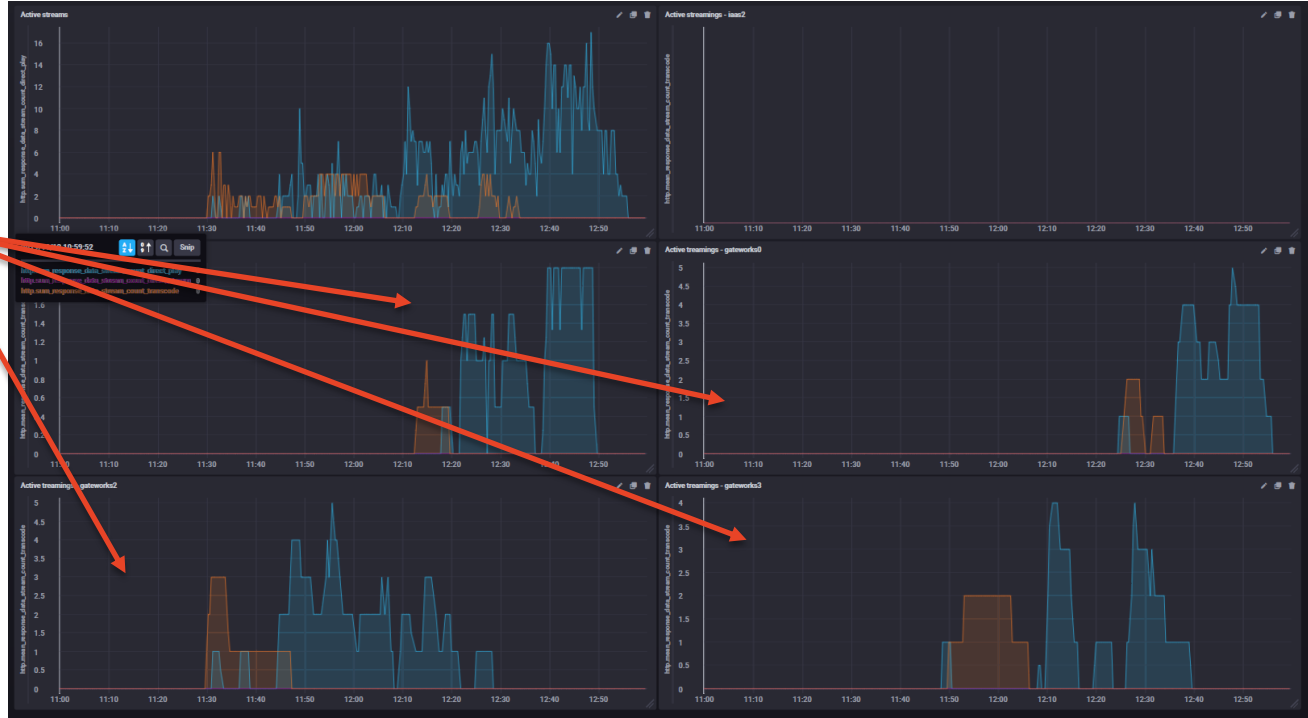 Active streams
http.sum_response_data_stream_count_direct_play
16
14
12
10
8
6
4
2
0
11:00 11:10 11:20 11:30 11:40 11:50 12:00 12:10 12:20 12:30 12:40 12:50
Active streamings - iaas2
http.mean_response_data_stream_count_transcode
11:00 11:10 11:20 11:30 11:40 11:50 12:00 12:10 12:20 12:30 12:40 12:50
10:59:52
Snip
http.sum_response_data_stream_count_direct_play
http.sum_response_data_stream_count_transcode 0
1.6
1.4
1.2
1
0.8
0.6
0.4
0
11:10 11:20 11:30 11:40 11:50 12:00 12:10 12:20 12:30 12:40 12:50
Active treamings - gateworks0
http.mean_response_data_stream_count_transcode
5
4.5
4
3.5
3
2.5
2
1.5
1
0.5
0
11:00 11:10 11:20 11:30 11:40 11:50 12:00 12:10 12:20 12:30 12:40 12:50
Active treamings - gateworks2
http.mean_response_data_stream_count_transcode
5
4.5
4
3.5
3
2.5
2
1.5
1
0.5
0
11:00 11:10 11:20 11:30 11:40 11:50 12:00 12:10 12:20 12:30 12:40 12:50
Active treamings - gateworks3
http.mean_response_data_stream_count_transcode
4
3.5
3
2.5
2
1.5
1
0.5
0
11:00 11:10 11:20 11:30 11:40 11:50 12:00 12:10 12:20 12:30 12:40 12:50